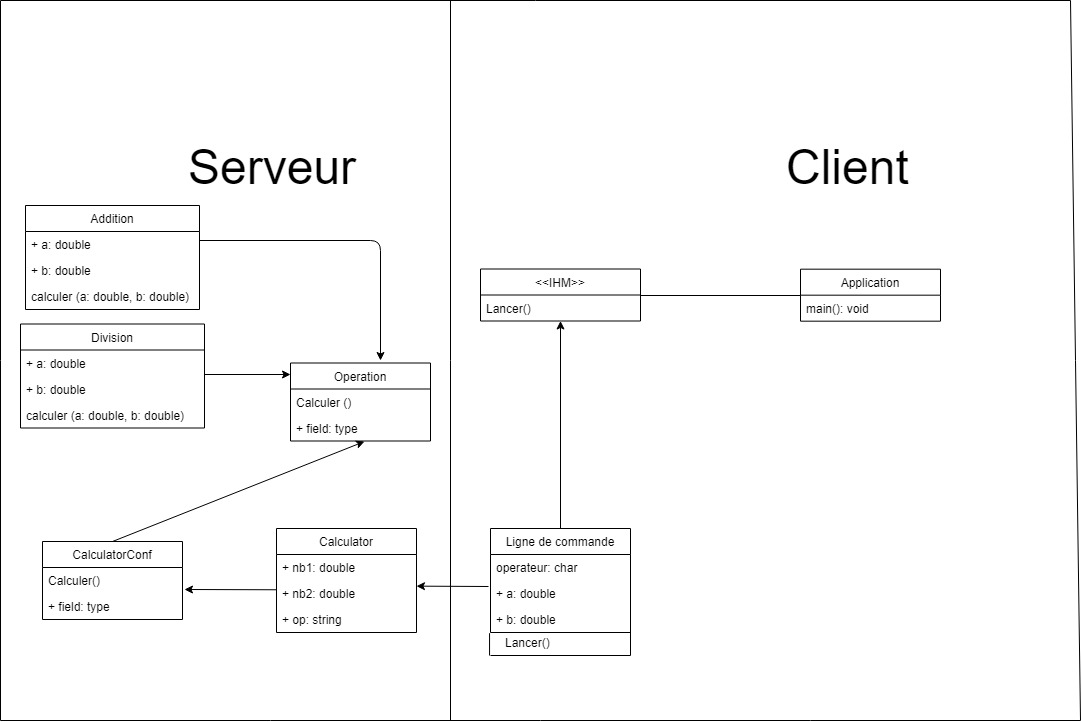 Serveur
Addition
+ a: double
+ b: double
calculer (a: double, b: double)
Division
+ a: double
+ b: double
calculer (a: double, b: double)
Operation
Calculer ()
+ field: type
CalculatorConf
Calculer()
+ field: type
Calculator
+ nb1: double
+ nb2: double
+ op: string
Client
<<IHM>>
Lancer()
Application
main(): void
Ligne de commande
operateur: char
+ a: double
+ b: double
Lancer()